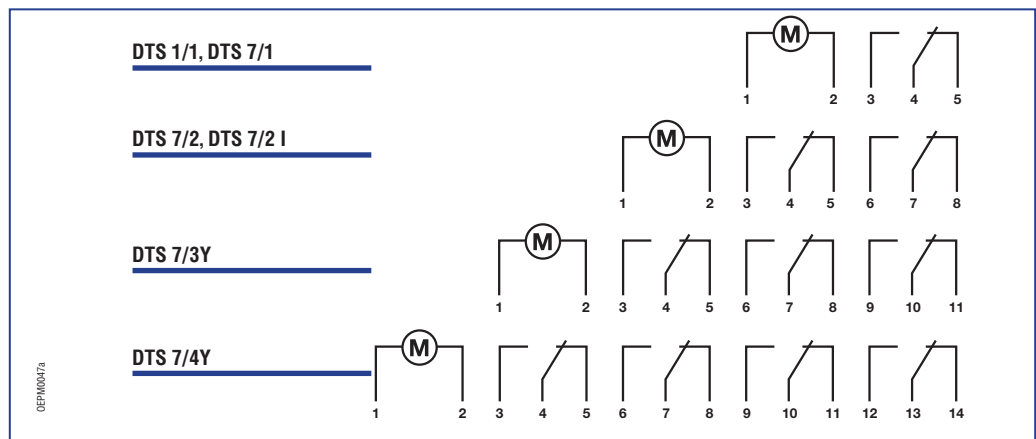 DTS 1/1, DTS 7/1
M
1 2 3 4 5
DTS 7/2, DTS 7/2 I
M
1 2 3 4 5 6 7 8
DTS 7/3Y
M
1 2 3 4 5 6 7 8 9 10 11
DTS 7/4Y
M
1 2 3 4 5 6 7 8 9 10 11 12 13 14
OEPM0047a